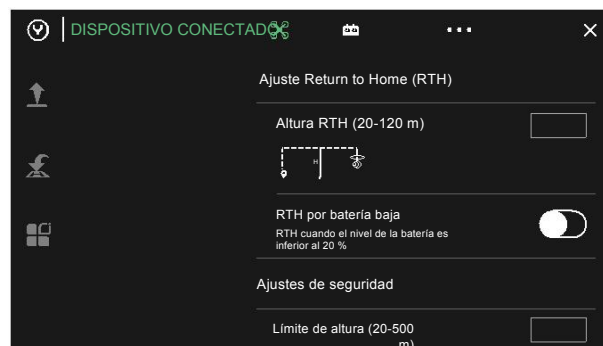 DISPOSITIVO CONECTADO
Ajuste Return to Home (RTH)
Altura RTH (20-120 m)
H
RTH por batería baja
RTH cuando el nivel de la batería es
inferior al 20 %
Ajustes de seguridad
Límite de altura (20-500
m)